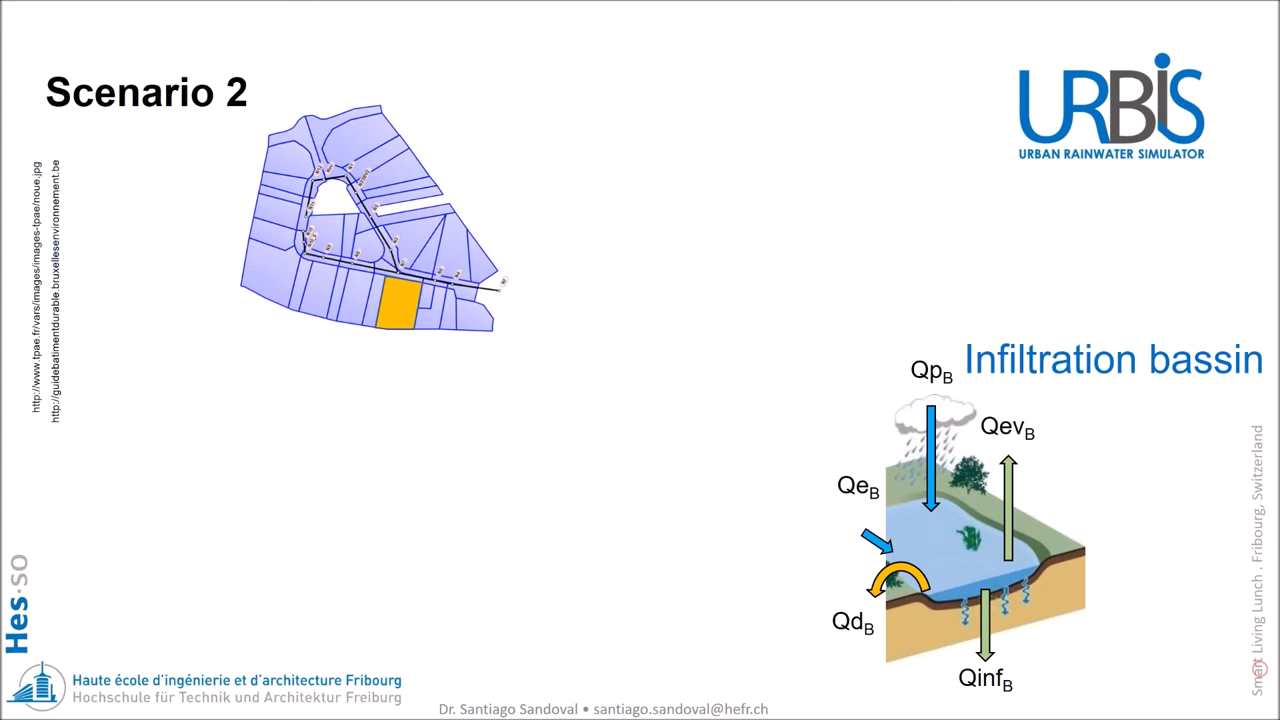 Scenario 2
URBiS
URBAN RAINWATER SIMULATOR
http://www.tpae.fr/vars/images/images-tpae/noue.jpg
http://guidebatimentdurable.bruxellesenvironnement.be
Infiltration bassin
QpB
QevB
QeB
QdB
QinfB
Smart Living Lunch . Fribourg, Switzerland
Hes·SO
Haute école d'ingénierie et d'architecture Fribourg
Hochschule für Technik und Architektur Freiburg
Dr. Santiago Sandoval • santiago.sandoval@hefr.ch